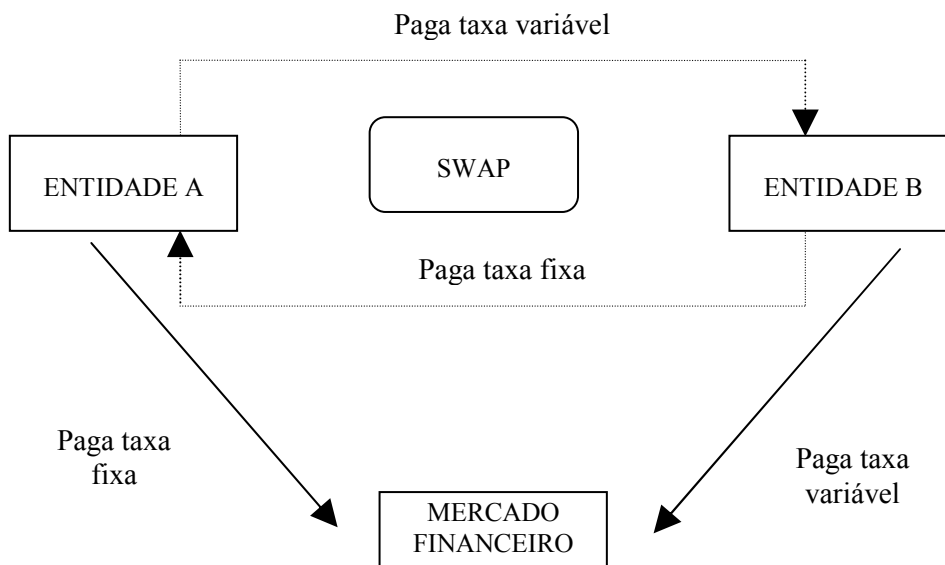 Paga taxa variável
SWAP
ENTIDADE A
ENTIDADE B
Paga taxa fixa
Paga taxa
fixa
Paga taxa
variável
MERCADO
FINANCEIRO